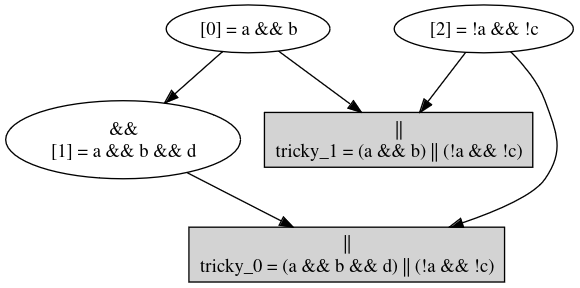 [0] = a && b
[2] = !a && !c
&&
[1] = a && b && d
||
tricky_1 = (a && b) || (!a && !c)
||
tricky_0 = (a && b && d) || (!a && !c)